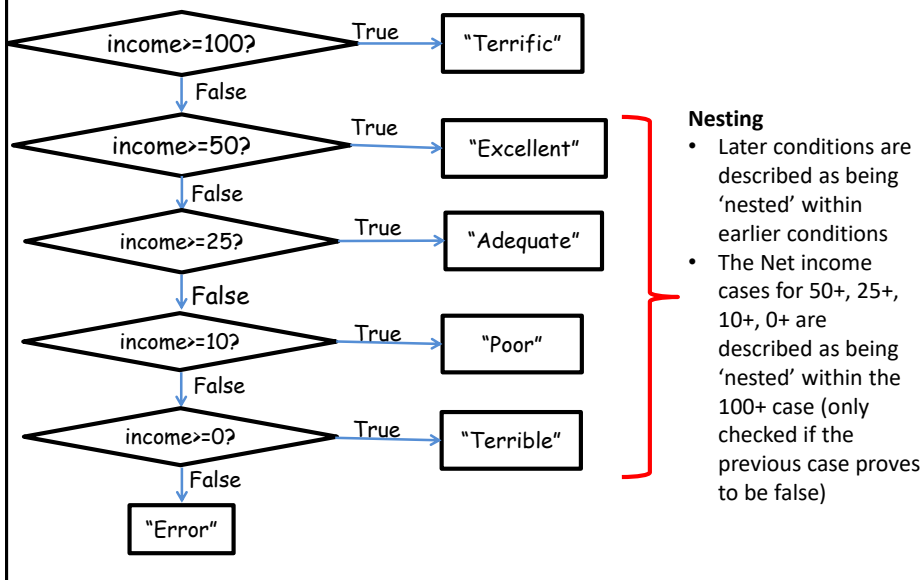 income>=100?
True
“Terrific”
False
income>=50?
True
“Excellent”
False
income>=25?
True
“Adequate”
False
income>=10?
True
“Poor”
False
income>=0?
True
“Terrible”
False
“Error”
Nesting
• Later conditions are
described as being
‘nested’ within
earlier conditions
• The Net income
cases for 50+, 25+,
10+, 0+ are
described as being
‘nested’ within the
100+ case (only
checked if the
previous case proves
to be false)